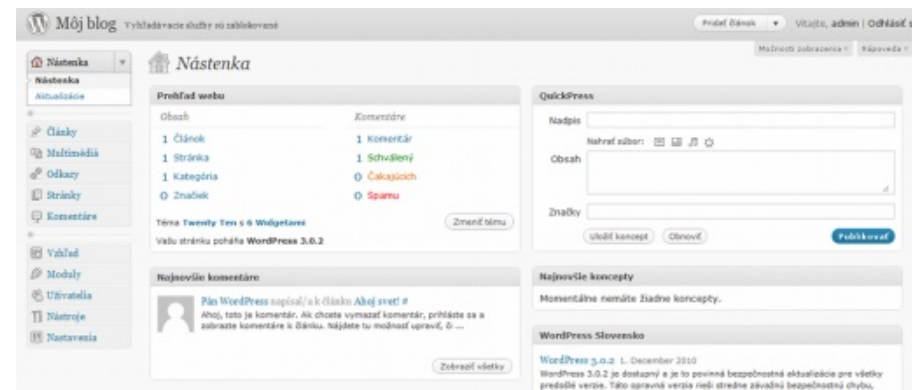 Môj blog Vyhľadávacie služby sú zablokované
Pridať článok Vitajte, admin | Odhlásiť s
Možnosti zobrazenia Nápoveda
Nástenka
Nástenka
Aktualizácie
Články
Multimédiá
Odkazy
Stránky
Komentáre
Vzhľad
Moduly
Užívatelia
Nástroje
Nastavenia
Nástenka
Prehľad webu
Obsah Komentáre
1 Článok 1 Komentár
1 Stránka 1 Schválený
1 Kategória 0 Čakajúcich
0 Značiek 0 Spamu
Téma Twenty Ten s 6 Widgetami Zmeniť tému
Vašu stránku poháňa WordPress 3.0.2
Najnovšie komentáre
Pán WordPress napísal/a k článku Ahoj svet! #
Ahoj, toto je komentár. Ak chcete vymazať komentár, prihláste sa a
zobrazte komentáre k článku. Nájdete tu možnosť upraviť, či ...
Zobraziť všetky
QuickPress
Nadpis
Nahrať súbor:
Obsah
Značky
Uložiť koncept Obnoviť Publikovať
Najnovšie koncepty
Momentálne nemáte žiadne koncepty.
WordPress Slovensko
WordPress 3.0.2 1. December 2010
WordPress 3.0.2 je dostupný a je to povinná bezpečnostná aktualizácia pre všetky
predošlé verzie. Táto opravná verzia rieši stredne závažnú bezpečnostnú chybu,